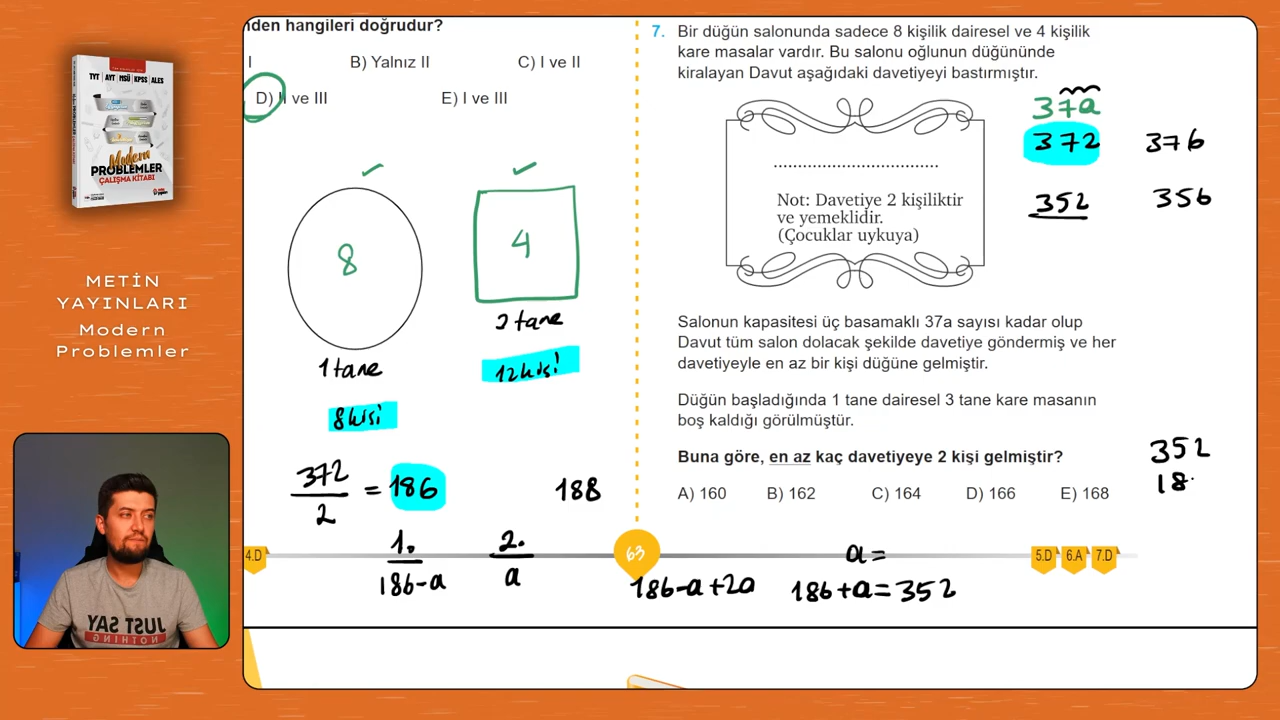 TYT | AYT | MSÜ | KPSS | ALES
Modern
PROBLEMLER
ÇALIŞMA KİTABI
METİN
YAYINLARI
Modern
Problemler
JUST SAY
NOTHING
nden hangileri doğrudur?
I
B) Yalnız II
C) I ve II
D) II ve III
E) I ve III
8
4
1 tane
2 tane
8 kişi
12 kişi
372
2
= 186
188
1.
186-a
2.
a
4.D
63
186-a+2a
a =
186+a=352
7. Bir düğün salonunda sadece 8 kişilik dairesel ve 4 kişilik
kare masalar vardır. Bu salonu oğlunun düğününde
kiralayan Davut aşağıdaki davetiyeyi bastırmıştır.
37a
372
376
352
356
Not: Davetiye 2 kişiliktir
ve yemeklidir.
(Çocuklar uykuya)
Salonun kapasitesi üç basamaklı 37a sayısı kadar olup
Davut tüm salon dolacak şekilde davetiye göndermiş ve her
davetiyeyle en az bir kişi düğüne gelmiştir.
Düğün başladığında 1 tane dairesel 3 tane kare masanın
boş kaldığı görülmüştür.
Buna göre, en az kaç davetiyeye 2 kişi gelmiştir?
A) 160
B) 162
C) 164
D) 166
E) 168
352
18
5.D
6.A
7.D